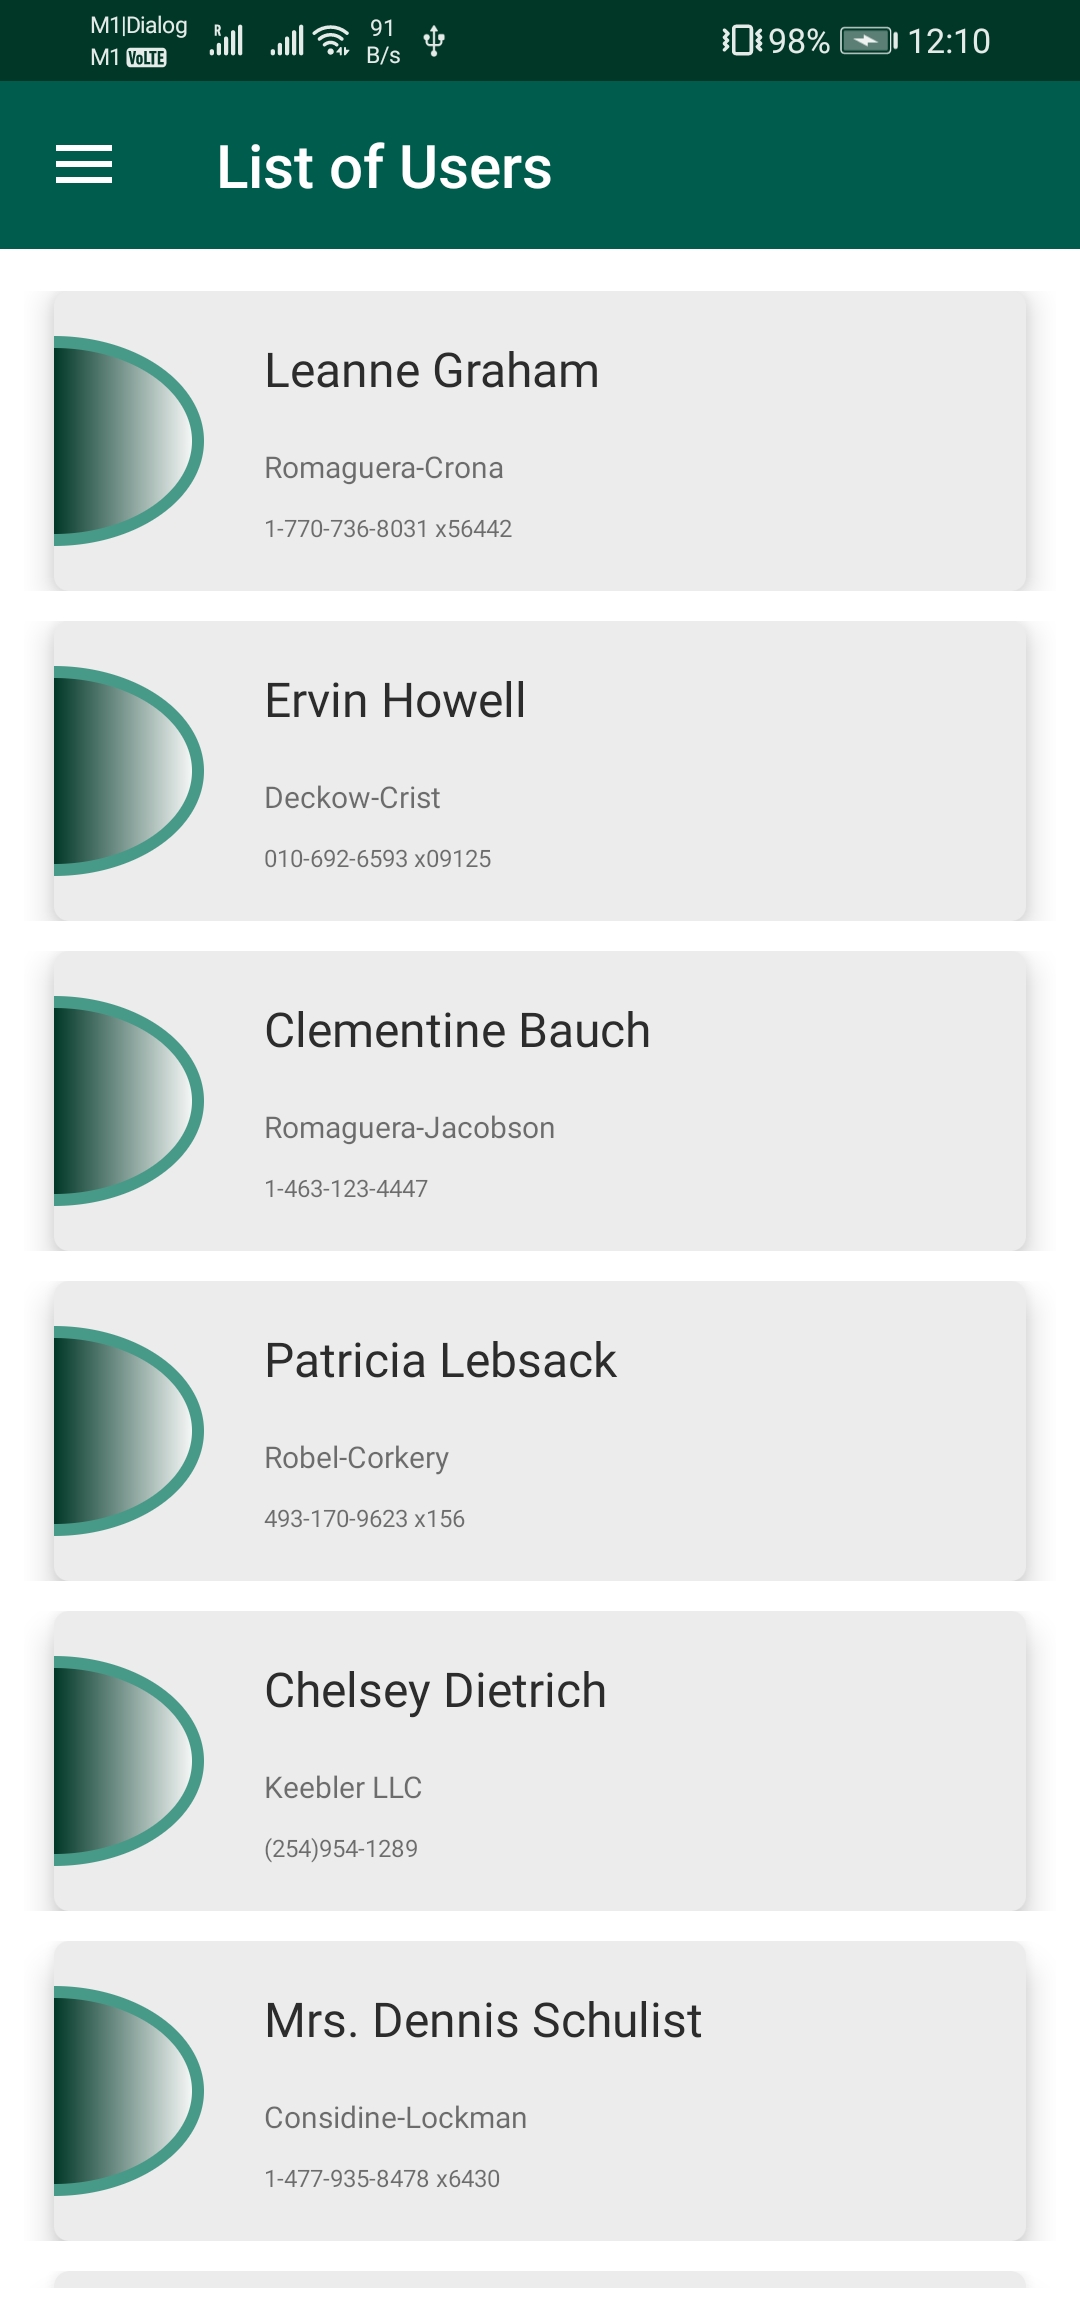 M1|Dialog
M1 VoLTE
R
91
B/s
98%
12:10
List of Users
Leanne Graham
Romaguera-Crona
1-770-736-8031 x56442
Ervin Howell
Deckow-Crist
010-692-6593 x09125
Clementine Bauch
Romaguera-Jacobson
1-463-123-4447
Patricia Lebsack
Robel-Corkery
493-170-9623 x156
Chelsey Dietrich
Keebler LLC
(254)954-1289
Mrs. Dennis Schulist
Considine-Lockman
1-477-935-8478 x6430